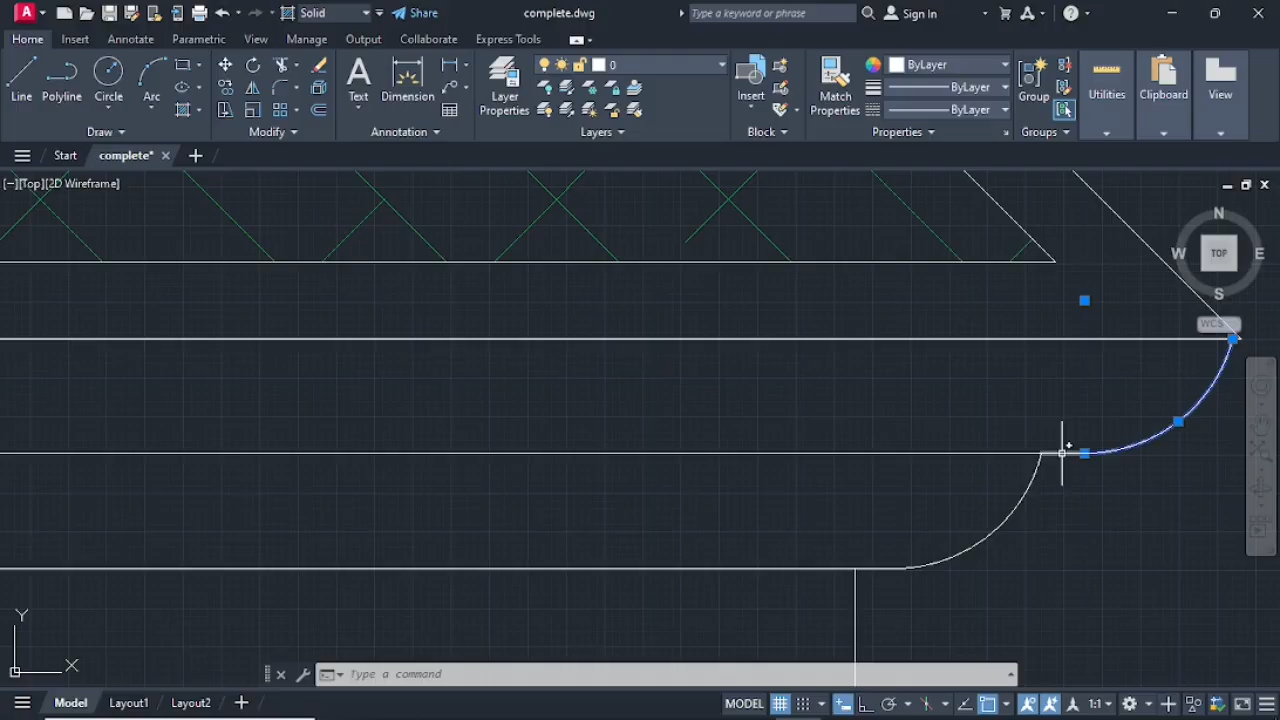 A Solid Share complete.dwg Type a keyword or phrase Sign In
Home Insert Annotate Parametric View Manage Output Collaborate Express Tools
0 ByLayer
Line Polyline Circle Arc Text Dimension Layer Properties Insert Match Properties ByLayer ByLayer Group Utilities Clipboard View
Draw Modify Annotation Layers Block Properties Groups
Start complete* 
[−][Top][2D Wireframe]
N
W TOP E
S
WCS
Y
X
Type a command
Model Layout1 Layout2 MODEL 1:1